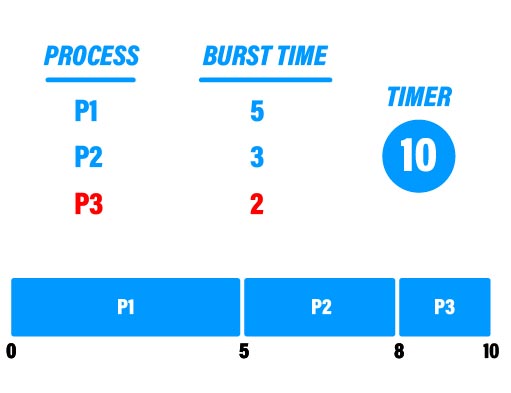 PROCESS BURST TIME
TIMER
P1 5
P2 3
10
P3 2
P1 P2 P3
0 5 8 10